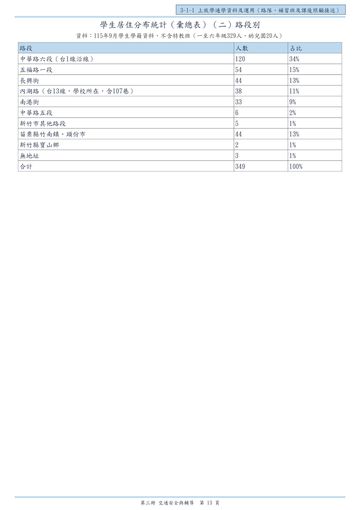 3-1-1 上放學通學資料及運用（路隊、補習班及課後照顧接送）
學生居住分布統計（彙總表）（二）路段別
資料：115年9月學生學籍資料，不含特教班（一至六年級329人、幼兒園20人）
路段 人數 占比
中華路六段（台1線沿線） 120 34%
五福路一段 54 15%
長興街 44 13%
內湖路（台13線，學校所在，含107巷） 38 11%
南港街 33 9%
中華路五段 6 2%
新竹市其他路段 5 1%
苗栗縣竹南鎮、頭份市 44 13%
新竹縣寶山鄉 2 1%
無地址 3 1%
合計 349 100%
第三冊 交通安全與輔導 第 13 頁